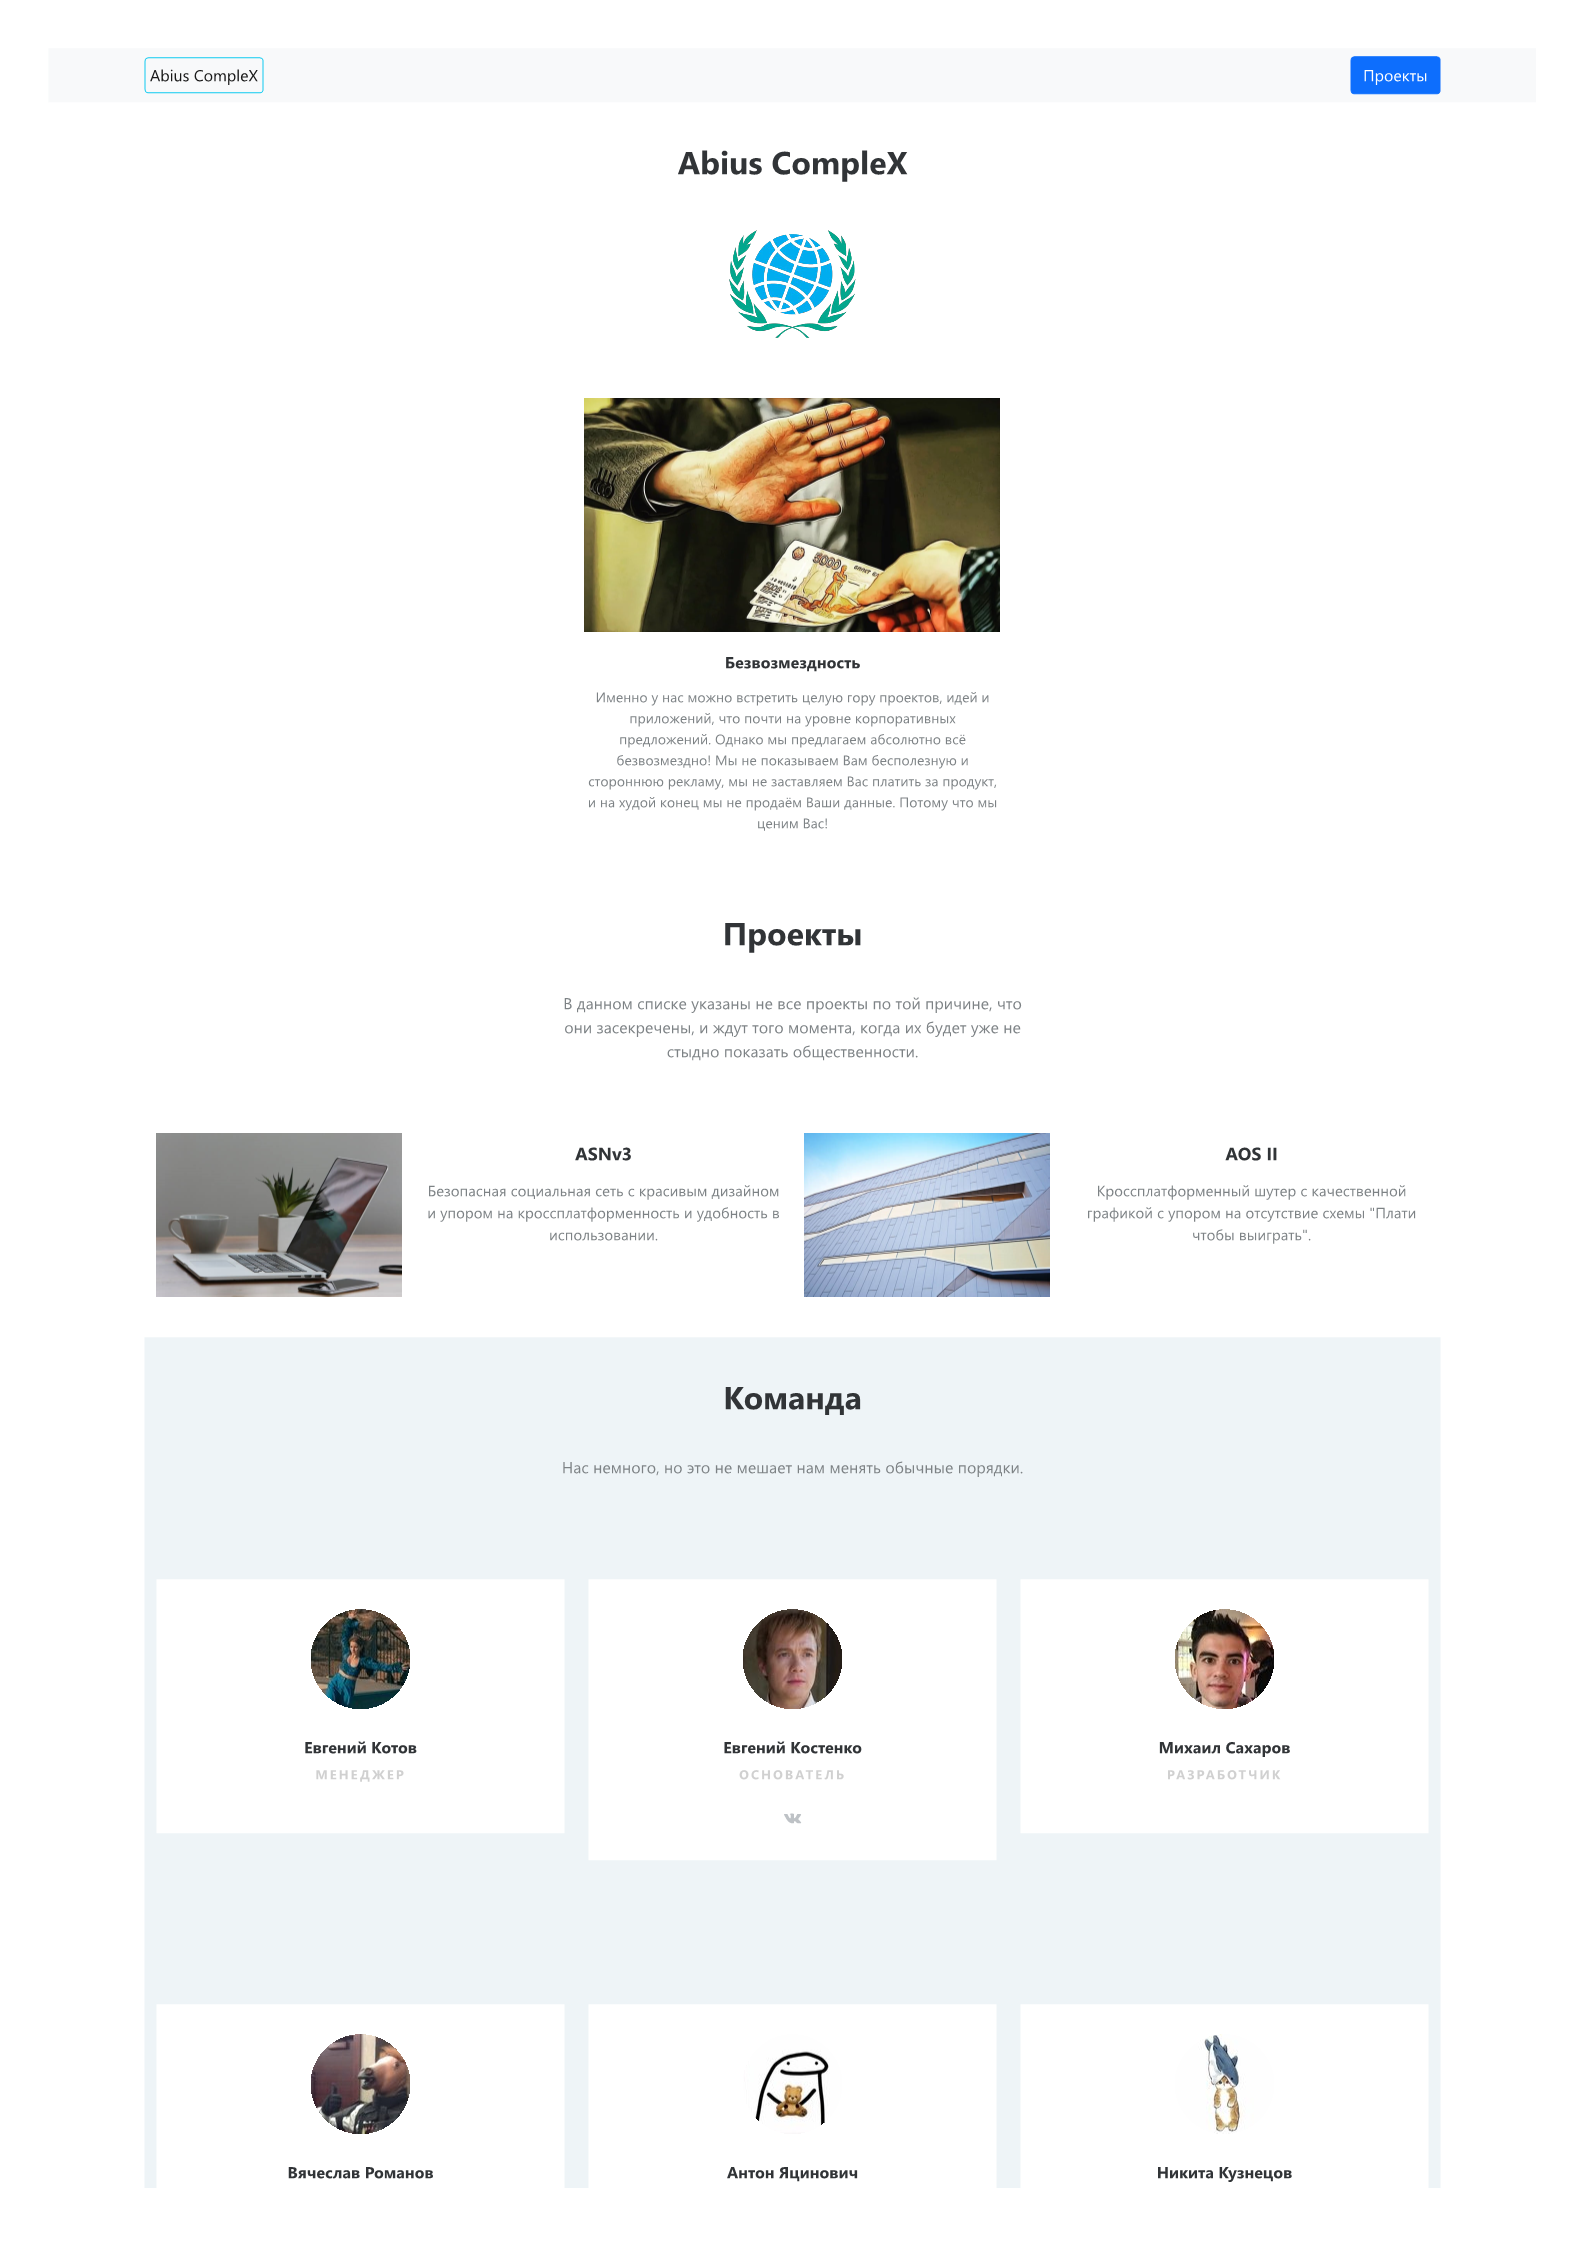 Abius CompleX
Проекты
Abius CompleX
5000
Безвозмездность
Именно у нас можно встретить целую гору проектов, идей и
приложений, что почти на уровне корпоративных
предложений. Однако мы предлагаем абсолютно всё
безвозмездно! Мы не показываем Вам бесполезную и
стороннюю рекламу, мы не заставляем Вас платить за продукт,
и на худой конец мы не продаём Ваши данные. Потому что мы
ценим Вас!
Проекты
В данном списке указаны не все проекты по той причине, что
они засекречены, и ждут того момента, когда их будет уже не
стыдно показать общественности.
ASNv3
Безопасная социальная сеть с красивым дизайном
и упором на кроссплатформенность и удобность в
использовании.
AOS II
Кроссплатформенный шутер с качественной
графикой с упором на отсутствие схемы "Плати
чтобы выиграть".
Команда
Нас немного, но это не мешает нам менять обычные порядки.
Евгений Котов
МЕНЕДЖЕР
Евгений Костенко
ОСНОВАТЕЛЬ
Михаил Сахаров
РАЗРАБОТЧИК
Вячеслав Романов
Антон Яцинович
Никита Кузнецов